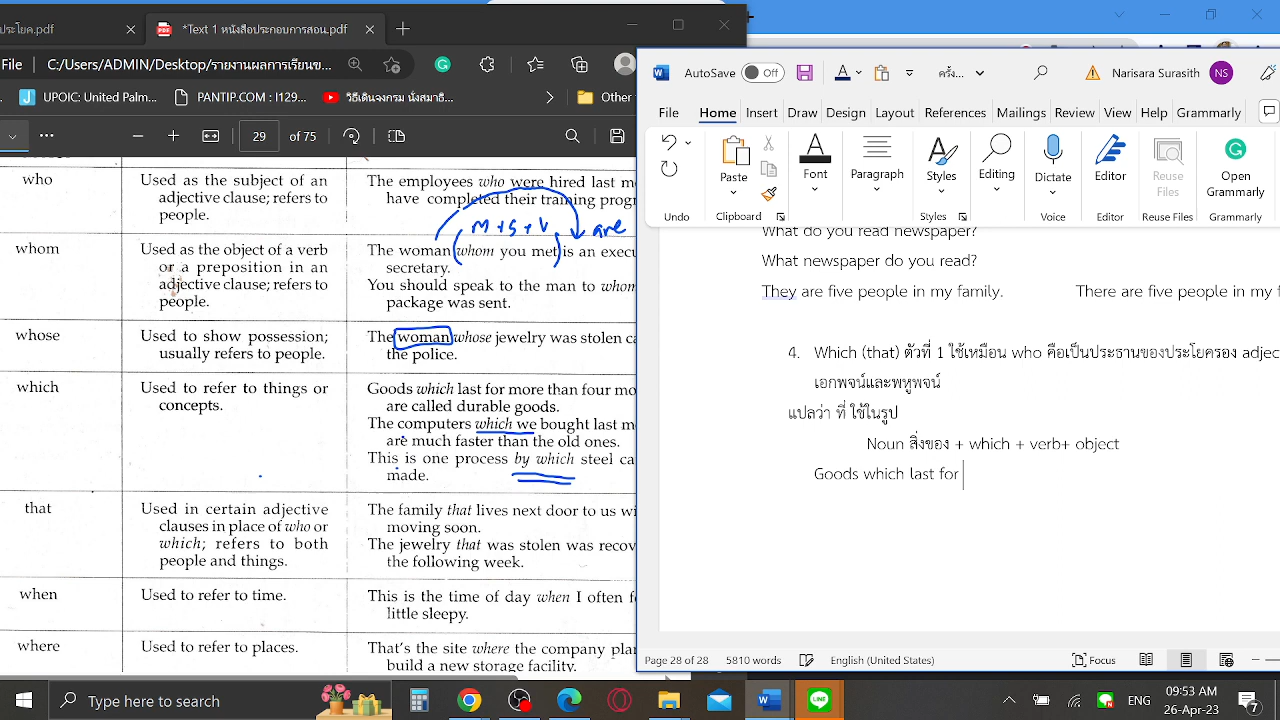 *Text 1 หนังสือประกอบการสอน.pdf
File C:/Users/ADMIN/Desktop/รายงานผลการเรียนข...
UPOIC: United Palm... PANTIP.COM : I129... วิธีเดินจงกรม นั่งสมาธิ... Other
29 of 75
who Used as the subject of an adjective clause; refers to people.
The employees who were hired last
have completed their training
M + S + V are
whom Used as the object of a verb or a preposition in an adjective clause; refers to people.
The woman whom you met is an
secretary.
You should speak to the man to whom
package was sent.
whose Used to show possession; usually refers to people.
The woman whose jewelry was stolen
the police.
which Used to refer to things or concepts.
Goods which last for more than four
are called durable goods.
The computers which we bought last
are much faster than the old ones.
This is one process by which steel
made.
that Used in certain adjective clauses in place of who or which; refers to both people and things.
The family that lives next door to us
moving soon.
The jewelry that was stolen was
the following week.
when Used to refer to time.
This is the time of day when I often
little sleepy.
where Used to refer to places.
That's the site where the company
build a new storage facility.
AutoSave Off ครั้ง... Narisara Surasith NS
File Home Insert Draw Design Layout References Mailings Review View Help Grammarly
Paste Font Paragraph Styles Editing Dictate Editor Reuse Files Open Grammarly
Undo Clipboard Styles Voice Editor Reuse Files Grammarly
What do you read newspaper?
What newspaper do you read?
They are five people in my family. There are five people in my
4. Which (that) ตัวที่ 1 ใช้เหมือน who คือเป็นประธานของประโยครอง adjec
เอกพจน์และพหูพจน์
แปลว่า ที่ ใช้ในรูป
Noun สิ่งของ + which + verb+ object
Goods which last for
Page 28 of 28 5810 words English (United States) Focus
Type here to search ENG 09:53 AM
26-Apr-23 7